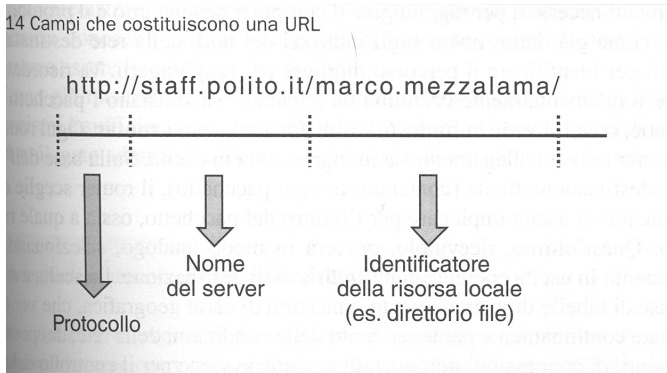 14 Campi che costituiscono una URL
http://staff.polito.it/marco.mezzalama/
Protocollo
Nome
del server
Identificatore
della risorsa locale
(es. direttorio file)